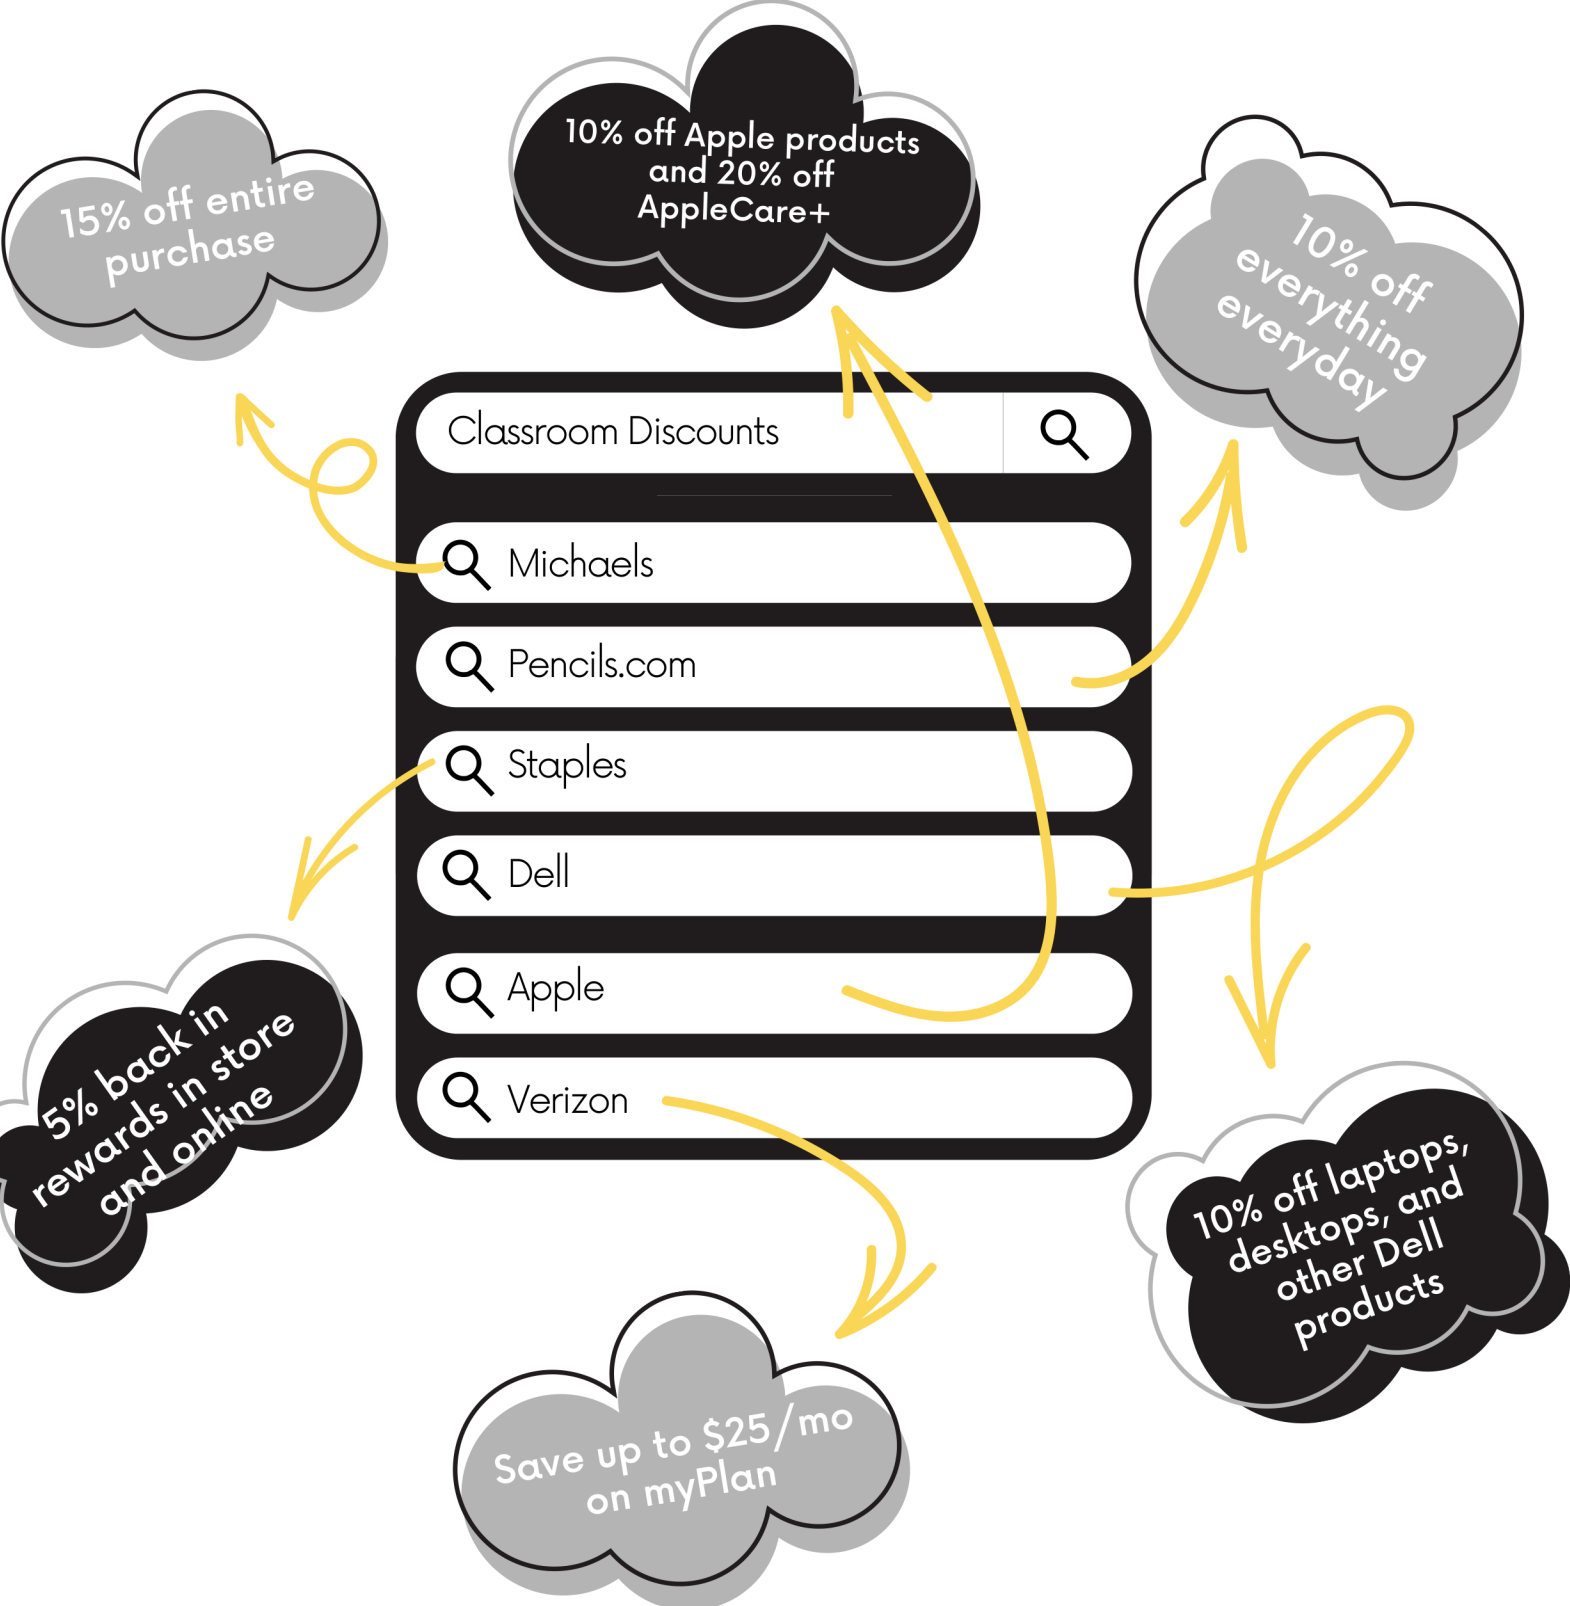 15% off entire
purchase
10% off Apple products
and 20% off
AppleCare+
10% off
everything
everyday
Classroom Discounts
Michaels
Pencils.com
Staples
Dell
Apple
Verizon
5% back in
rewards in store
and online
10% off laptops,
desktops, and
other Dell
products
Save up to $25/mo
on myPlan